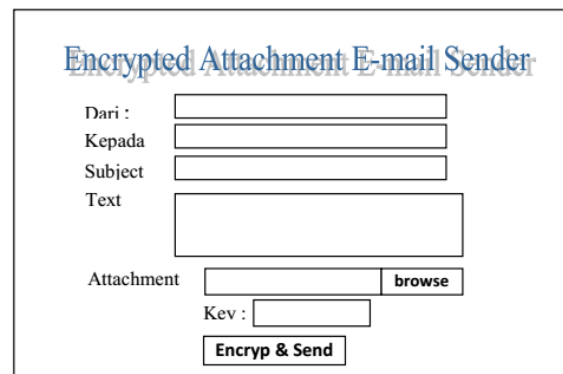 Encrypted Attachment E-mail Sender
Dari :
Kepada
Subject
Text
Attachment browse
Key :
Encryp & Send